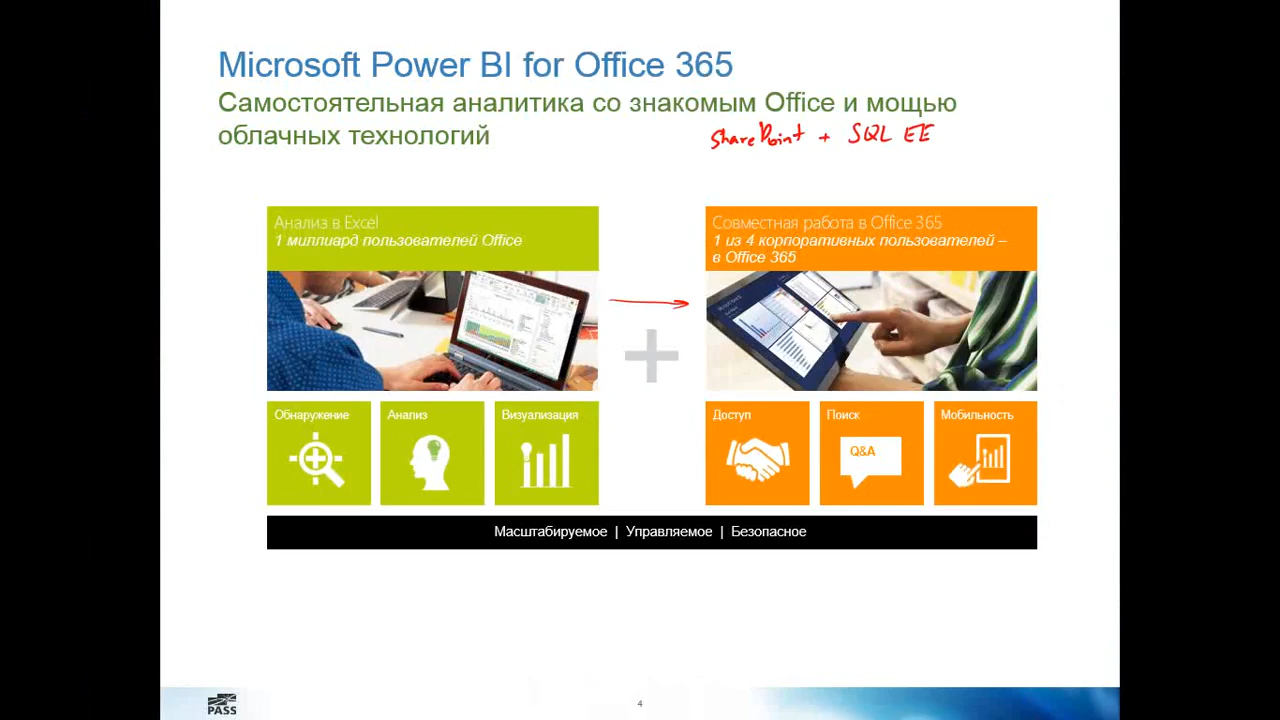 Microsoft Power BI for Office 365
Самостоятельная аналитика со знакомым Office и мощью
облачных технологий
SharePoint + SQL EE
Анализ в Excel
1 миллиард пользователей Office
Совместная работа в Office 365
1 из 4 корпоративных пользователей –
в Office 365
Обнаружение
Анализ
Визуализация
Доступ
Поиск
Q&A
Мобильность
Масштабируемое | Управляемое | Безопасное
PASS
4